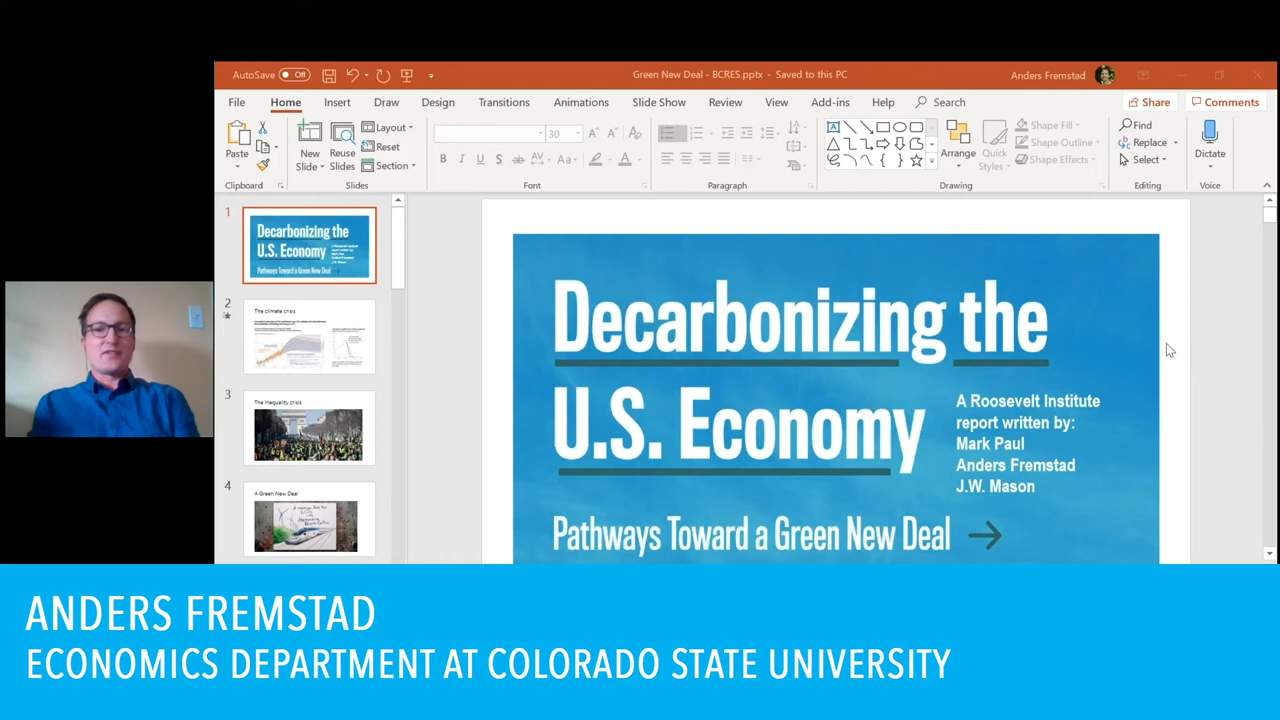 AutoSave Off
Green New Deal - BCRES.pptx - Saved to this PC
Anders Fremstad
File Home Insert Draw Design Transitions Animations Slide Show Review View Add-ins Help Search
Share Comments
Paste
New Slide
Reuse Slides
Layout
Reset
Section
30
Arrange
Quick Styles
Shape Fill
Shape Outline
Shape Effects
Find
Replace
Select
Dictate
Clipboard Slides Font Paragraph Drawing Editing Voice
1
Decarbonizing the
U.S. Economy
Pathways Toward a Green New Deal
2
The climate crisis
3
The inequality crisis
4
A Green New Deal
Decarbonizing the
U.S. Economy
A Roosevelt Institute
report written by:
Mark Paul
Anders Fremstad
J.W. Mason
Pathways Toward a Green New Deal →
ANDERS FREMSTAD
ECONOMICS DEPARTMENT AT COLORADO STATE UNIVERSITY